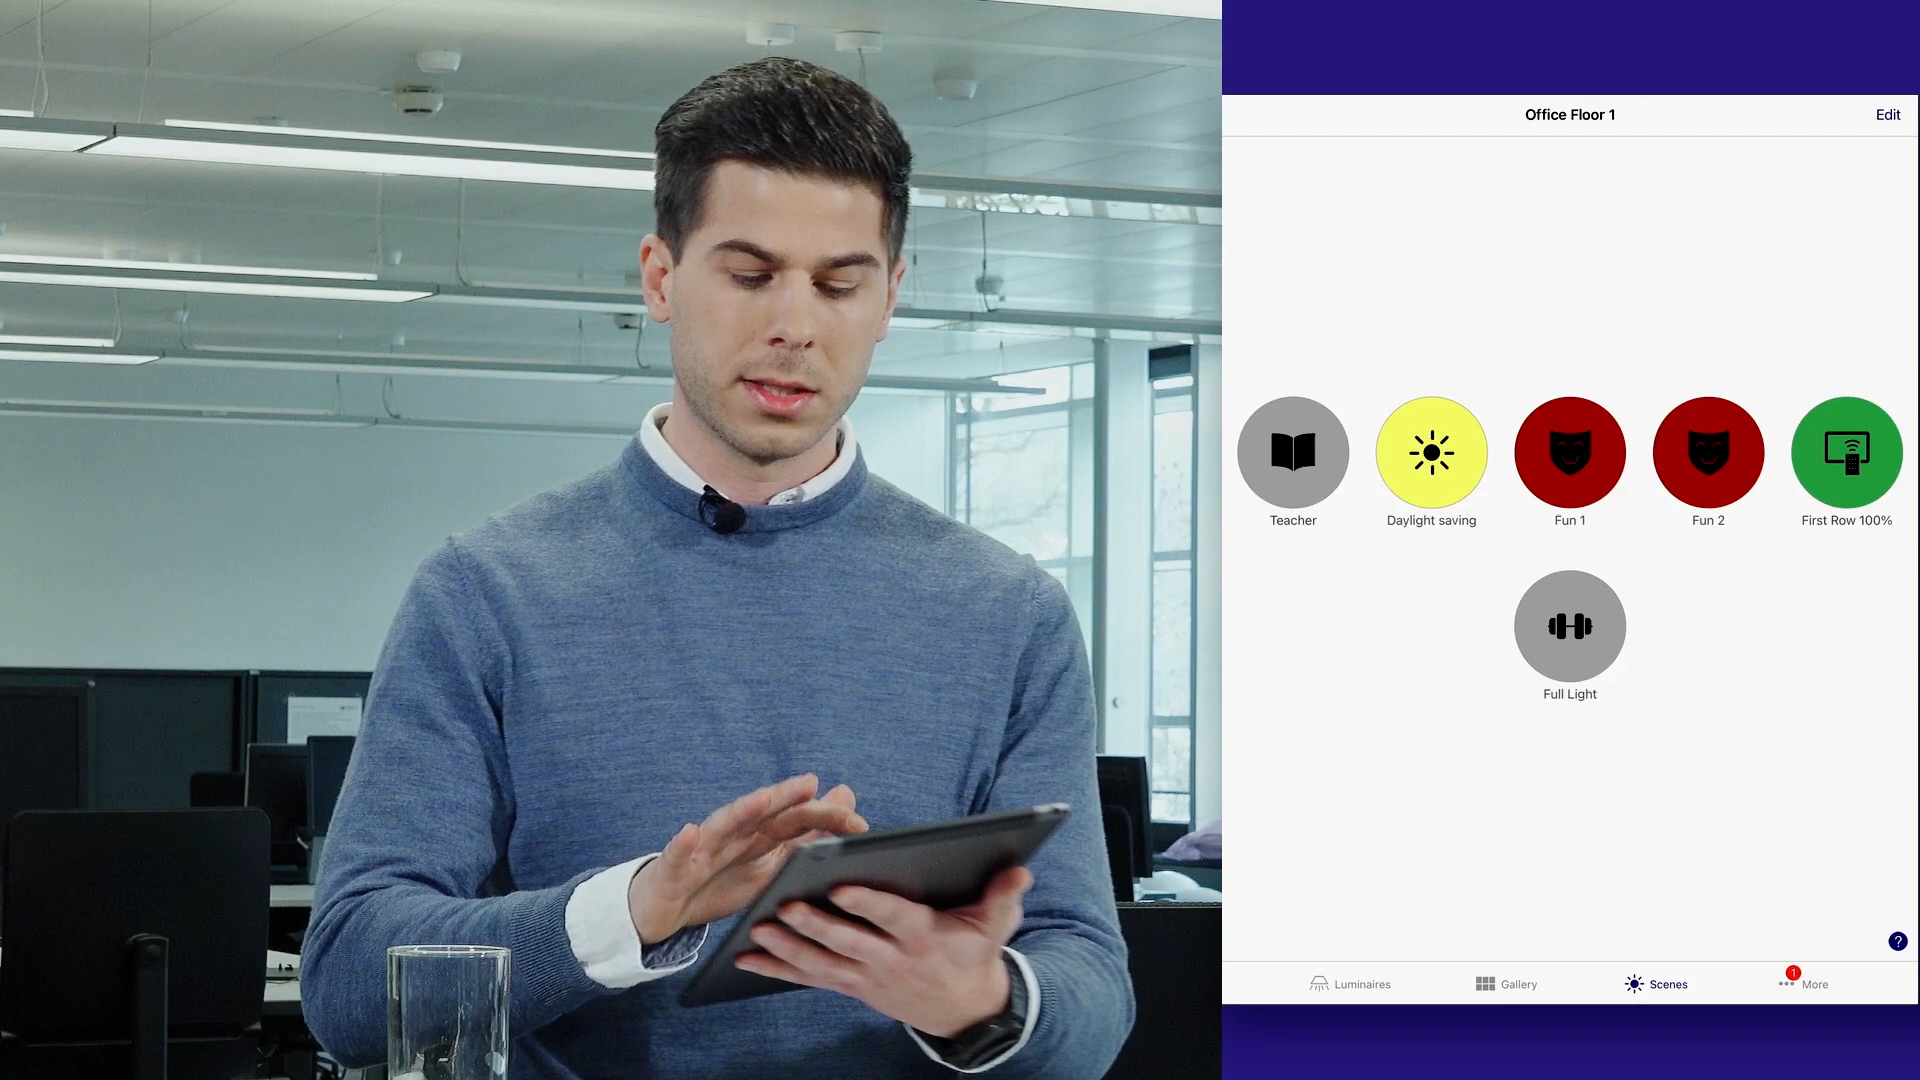 Office Floor 1
Edit
Teacher
Daylight saving
Fun 1
Fun 2
First Row 100%
Full Light
?
Luminaires
Gallery
Scenes
1
More